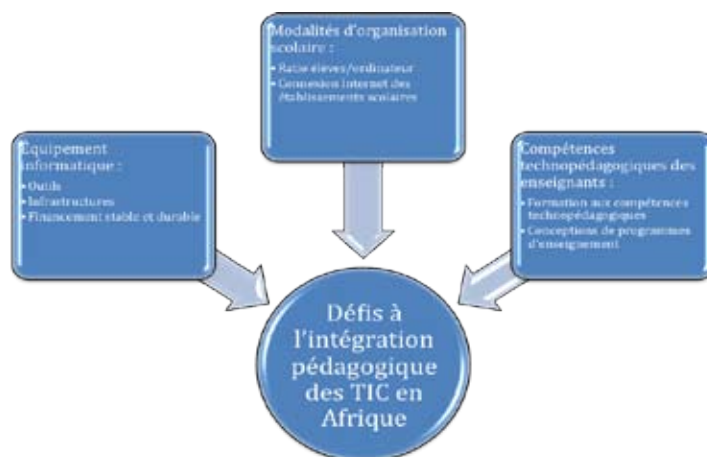 Modalités d'organisation
scolaire :
• Ratio élèves/ordinateur
• Connexion Internet des
établissements scolaires
Équipement
informatique :
• Outils
• Infrastructures
• Financement stable et durable
Compétences
technopédagogiques des
enseignants :
• Formation aux compétences
technopédagogiques
• Conceptions de programmes
d'enseignement
Défis à
l'intégration
pédagogique
des TIC en
Afrique